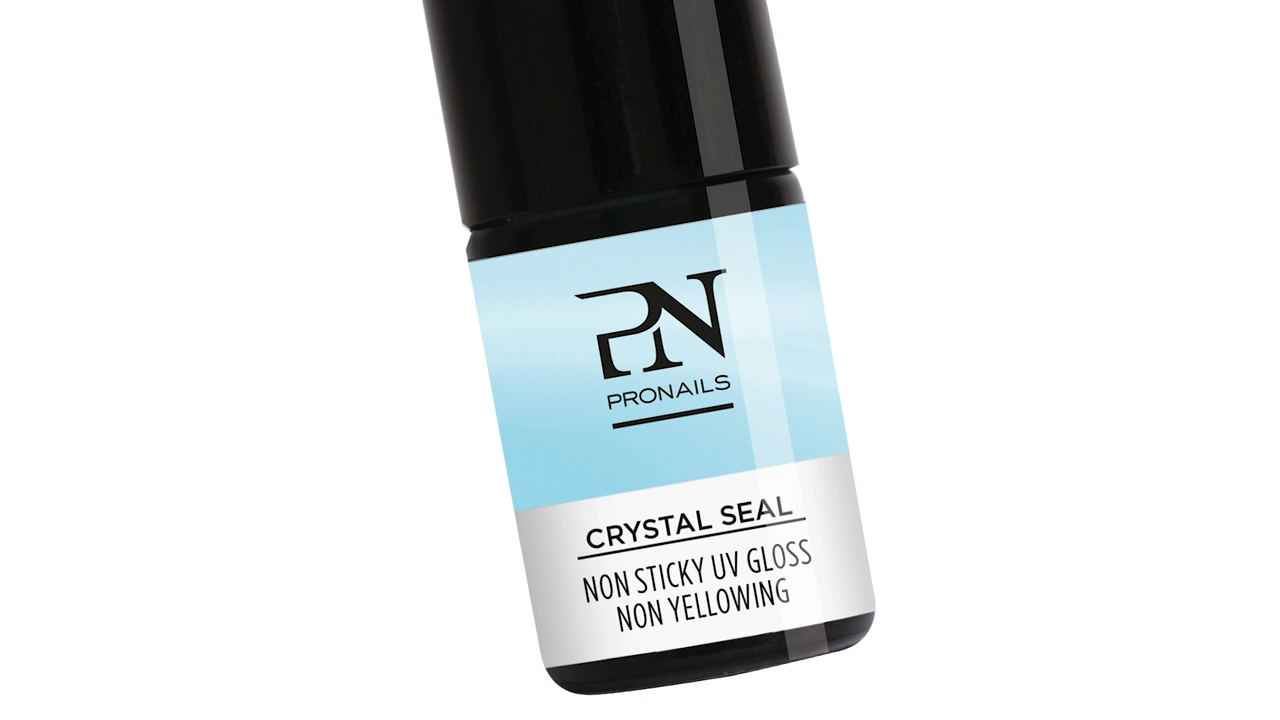 PN
PRONAILS
CRYSTAL SEAL
NON STICKY UV GLOSS
NON YELLOWING